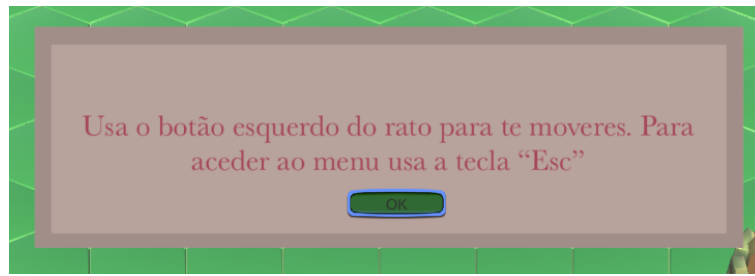 Usa o botão esquerdo do rato para te moveres. Para
aceder ao menu usa a tecla “Esc”
OK